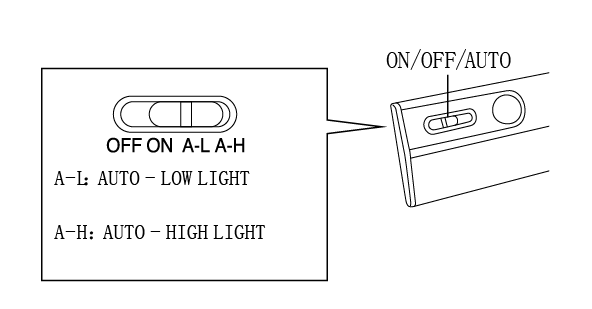 ON/OFF/AUTO
OFF ON A-L A-H
A-L: AUTO - LOW LIGHT
A-H: AUTO - HIGH LIGHT